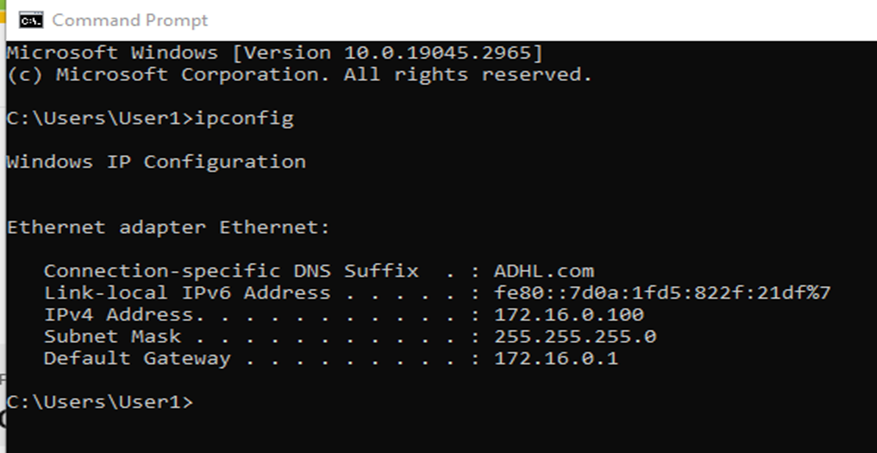 Command Prompt
Microsoft Windows [Version 10.0.19045.2965]
(c) Microsoft Corporation. All rights reserved.
C:\Users\User1>ipconfig
Windows IP Configuration
Ethernet adapter Ethernet:
Connection-specific DNS Suffix  . : ADHL.com
Link-local IPv6 Address . . . . . : fe80::7d0a:1fd5:822f:21df%7
IPv4 Address. . . . . . . . . . . : 172.16.0.100
Subnet Mask . . . . . . . . . . . : 255.255.255.0
Default Gateway . . . . . . . . . : 172.16.0.1
C:\Users\User1>